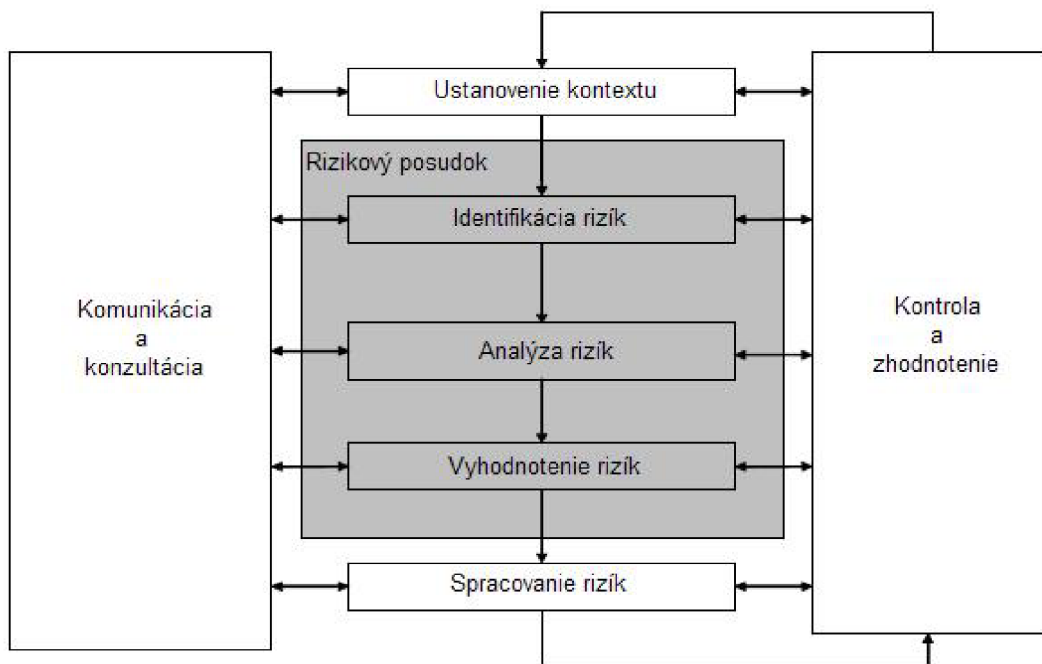 Ustanovenie kontextu
Rizikový posudok
Identifikácia rizík
Komunikácia
a
konzultácia
Analýza rizík
Kontrola
a
zhodnotenie
Vyhodnotenie rizík
Spracovanie rizík